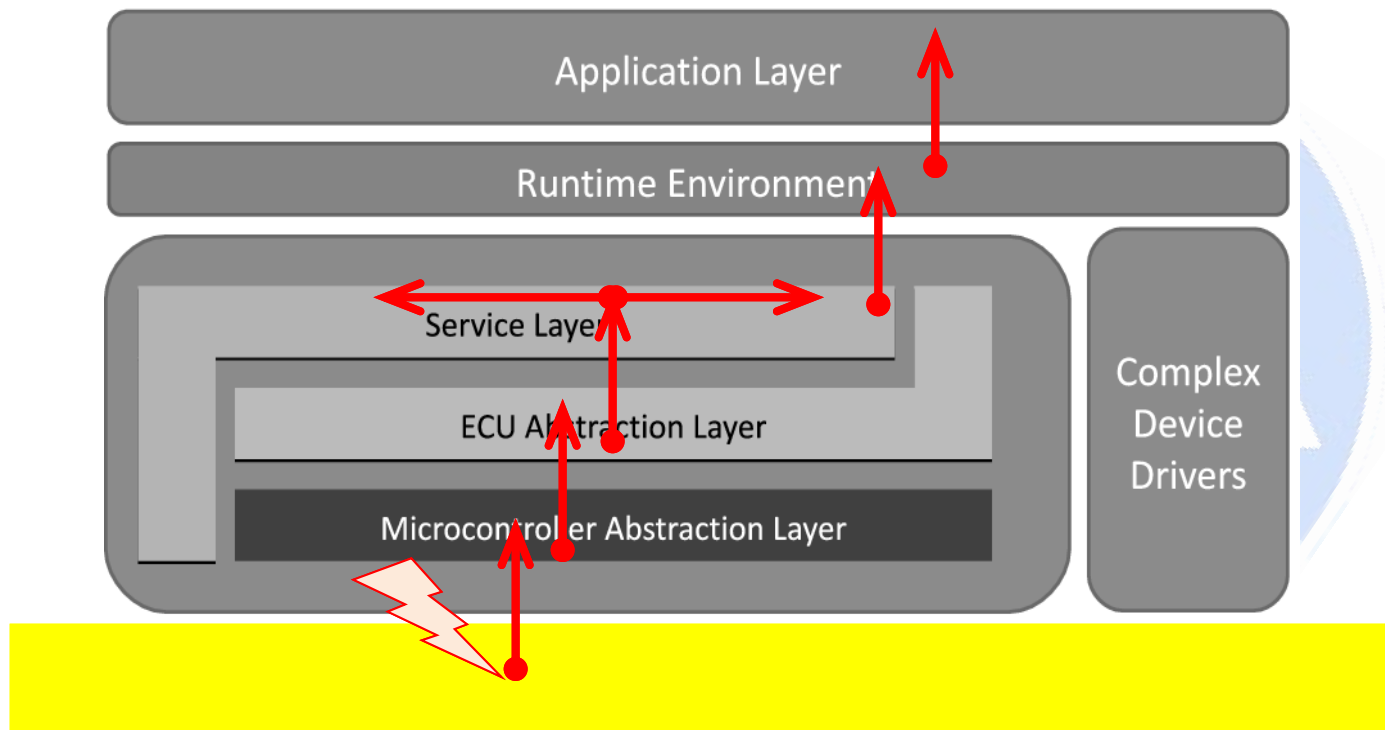 Application Layer
Runtime Environment
Service Layer
ECU Abstraction Layer
Microcontroller Abstraction Layer
Complex
Device
Drivers